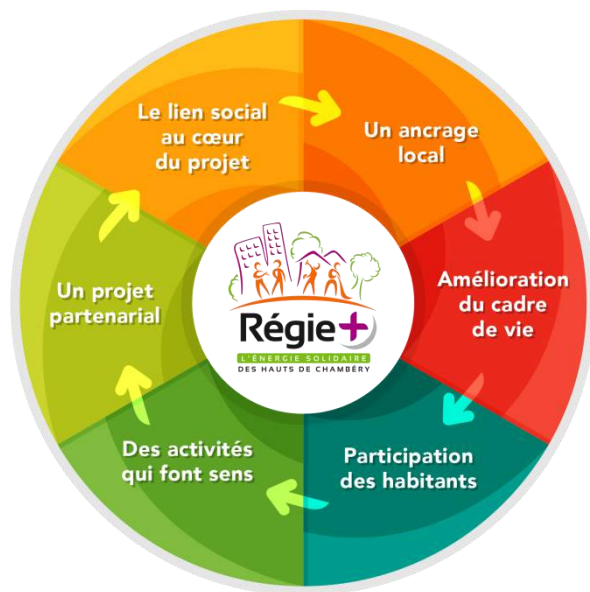 Le lien social
au cœur
du projet
Un ancrage
local
Amélioration
du cadre
de vie
Participation
des habitants
Des activités
qui font sens
Un projet
partenarial
Régie+
L'ÉNERGIE SOLIDAIRE
DES HAUTS DE CHAMBÉRY